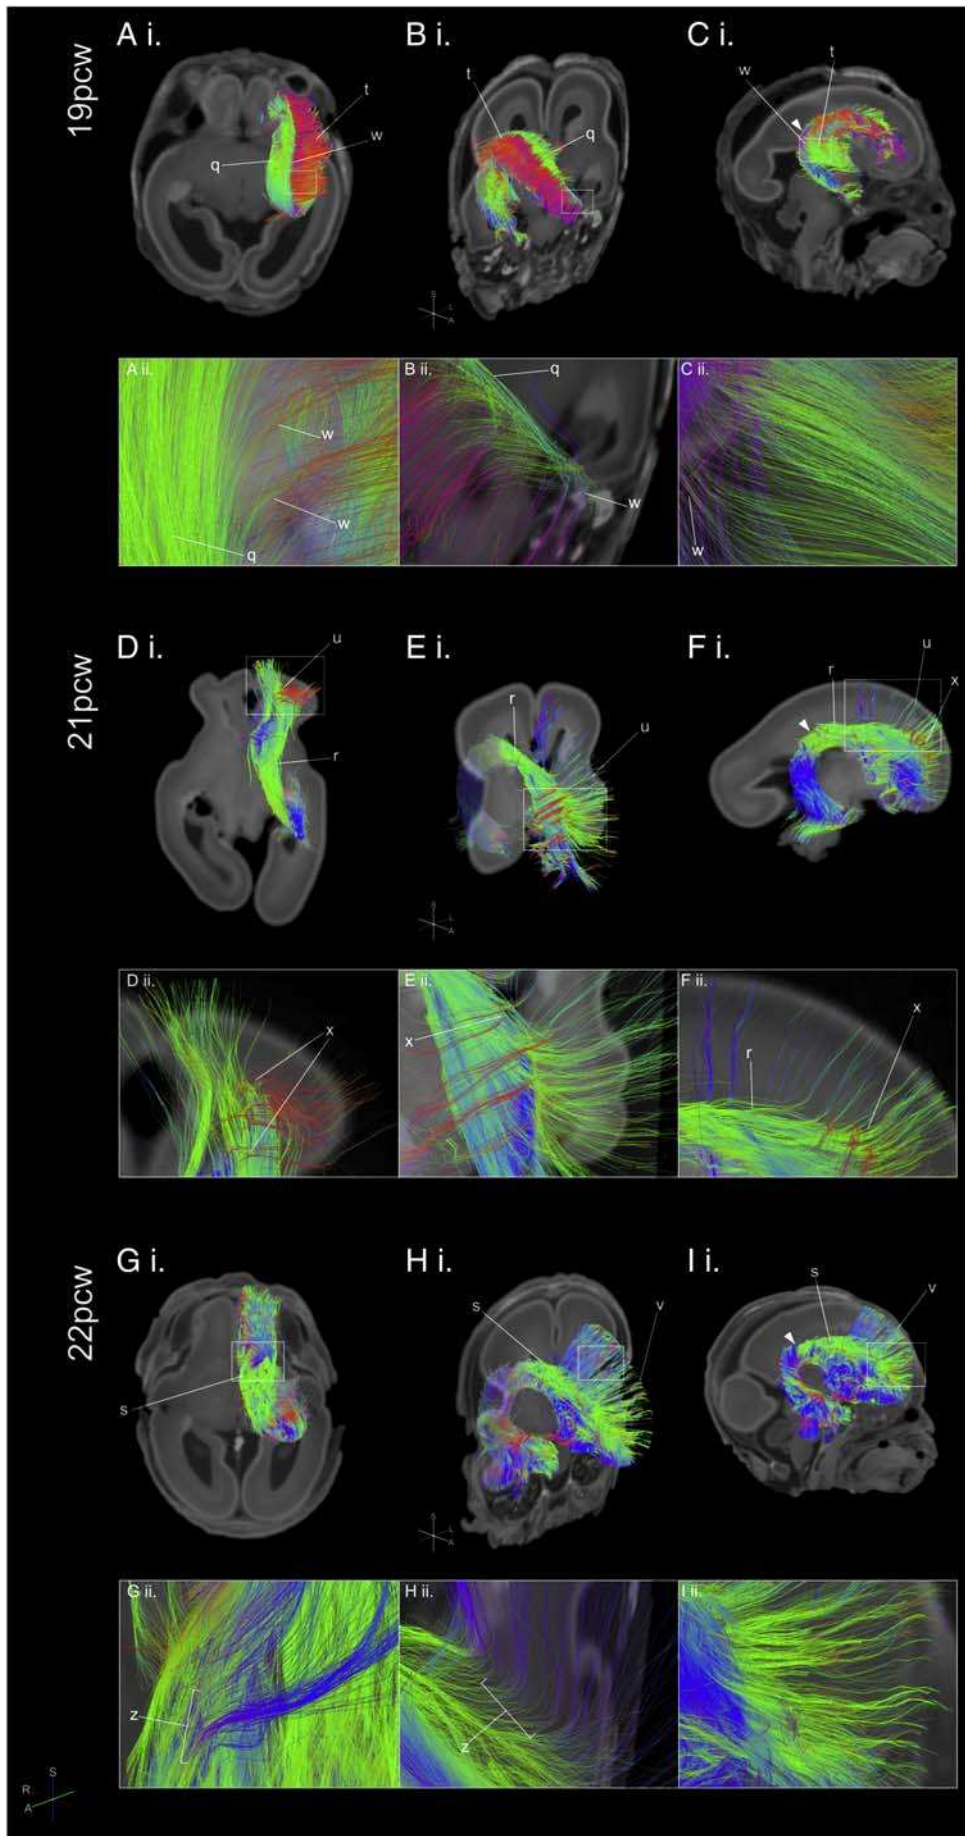 19pcw
A i.
B i.
C i.
t
w
q
t
q
w
t
S
L
A
A ii.
B ii.
C ii.
w
w
q
q
w
w
21pcw
D i.
E i.
F i.
u
r
r
u
r
u
x
L
A
D ii.
E ii.
F ii.
x
x
r
x
22pcw
G i.
H i.
I i.
s
s
v
s
v
L
A
G ii.
H ii.
I ii.
z
z
S
R
A